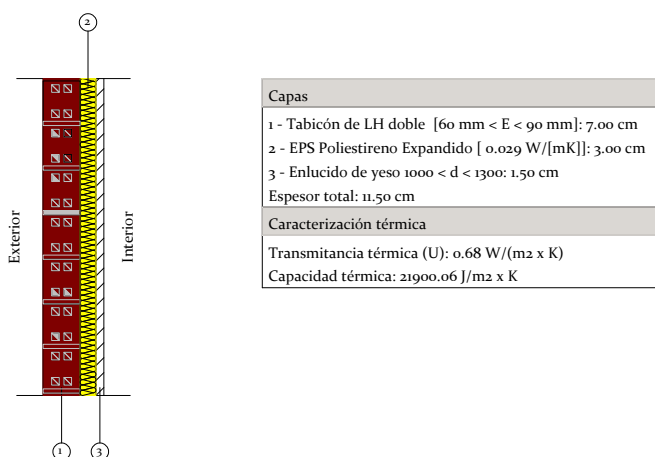 2
Exterior
Interior
1
3
Capas
1 - Tabicón de LH doble [60 mm < E < 90 mm]: 7.00 cm
2 - EPS Poliestireno Expandido [ 0.029 W/[mK]]: 3.00 cm
3 - Enlucido de yeso 1000 < d < 1300: 1.50 cm
Espesor total: 11.50 cm
Caracterización térmica
Transmitancia térmica (U): 0.68 W/(m2 x K)
Capacidad térmica: 21900.06 J/m2 x K